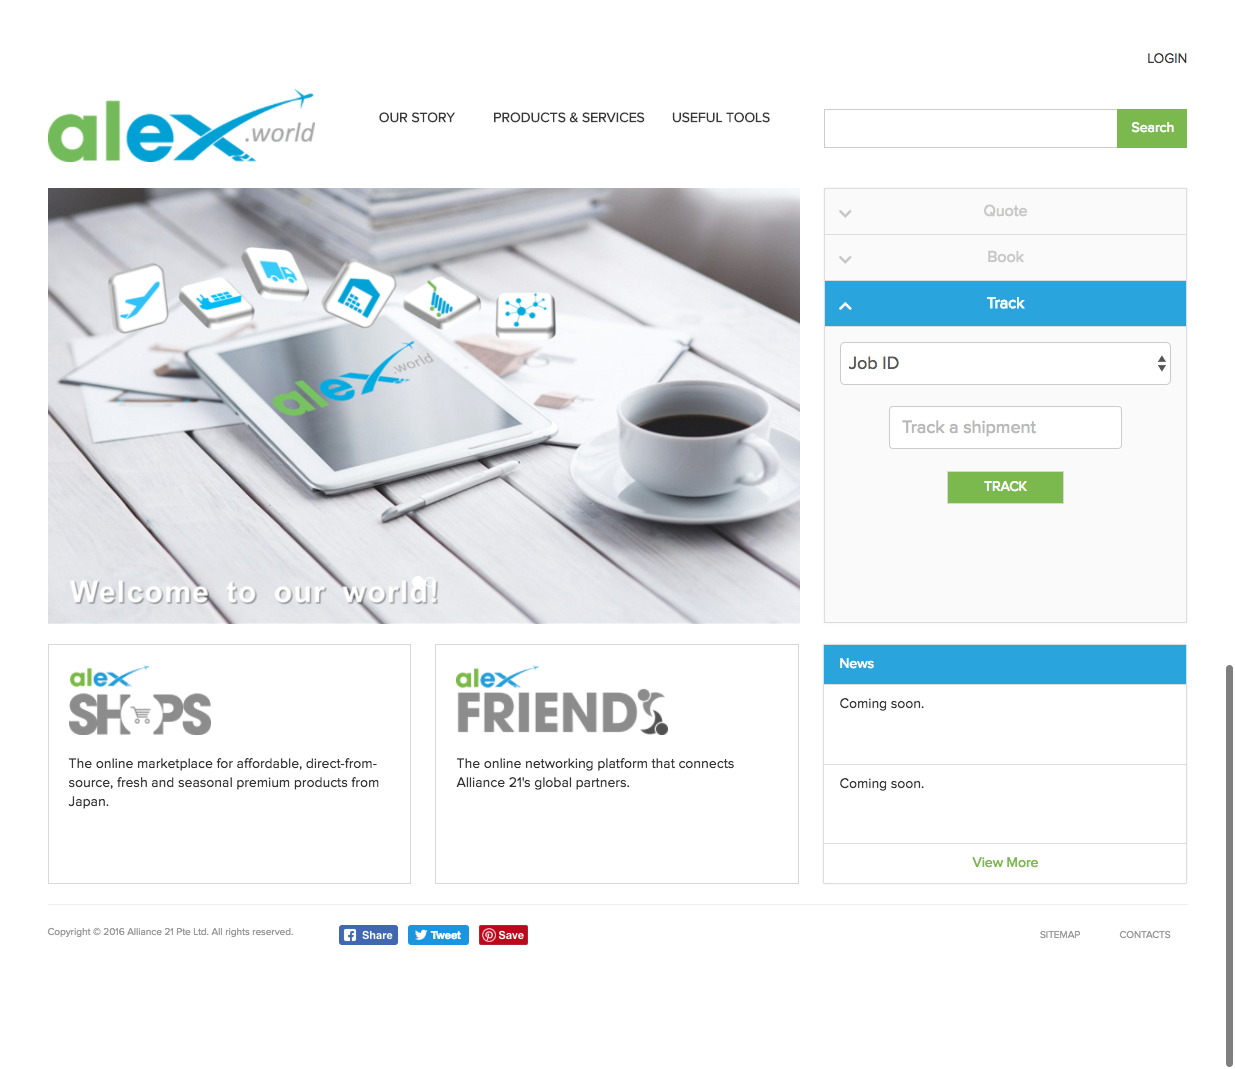 LOGIN
alex.world
OUR STORY
PRODUCTS & SERVICES
USEFUL TOOLS
Search
alex.world
Welcome to our world!
Quote
Book
Track
Job ID
Track a shipment
TRACK
alex
SHOPS
The online marketplace for affordable, direct-from-
source, fresh and seasonal premium products from
Japan.
alex
FRIENDS
The online networking platform that connects
Alliance 21's global partners.
News
Coming soon.
Coming soon.
View More
Copyright © 2016 Alliance 21 Pte Ltd. All rights reserved.
Share
Tweet
Save
SITEMAP
CONTACTS